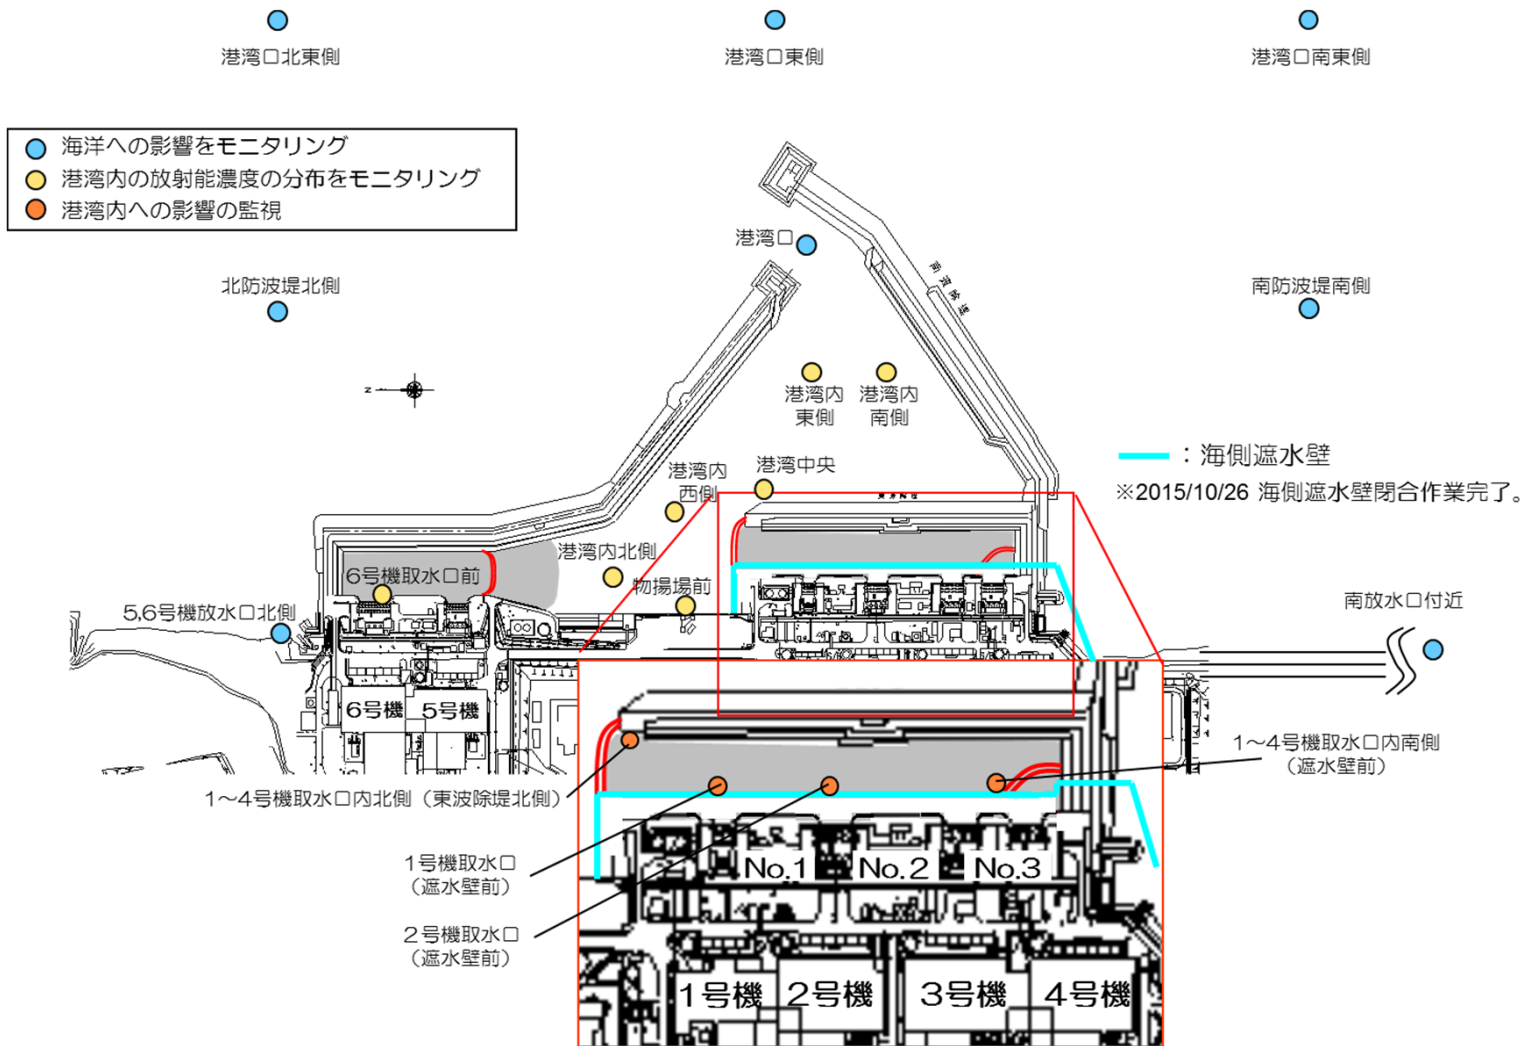 港湾口北東側
港湾口東側
港湾口南東側
海洋への影響をモニタリング
港湾内の放射能濃度の分布をモニタリング
港湾内への影響の監視
港湾口
北防波堤北側
南防波堤南側
南防波堤
N
港湾内
東側
港湾内
南側
港湾中央
港湾内
西側
：海側遮水壁
※2015/10/26 海側遮水壁閉合作業完了。
港湾内北側
6号機取水口前
物揚場前
5,6号機放水口北側
南放水口付近
6号機
5号機
1～4号機取水口内南側
（遮水壁前）
1～4号機取水口内北側（東波除堤北側）
1号機取水口
（遮水壁前）
No.1
No.2
No.3
2号機取水口
（遮水壁前）
1号機
2号機
3号機
4号機